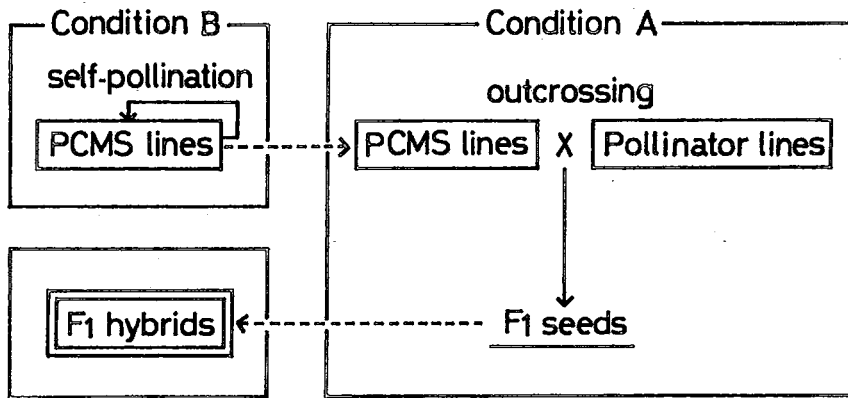 Condition B
self-pollination
PCMS lines
Condition A
outcrossing
PCMS lines X Pollinator lines
F1 hybrids
F1 seeds